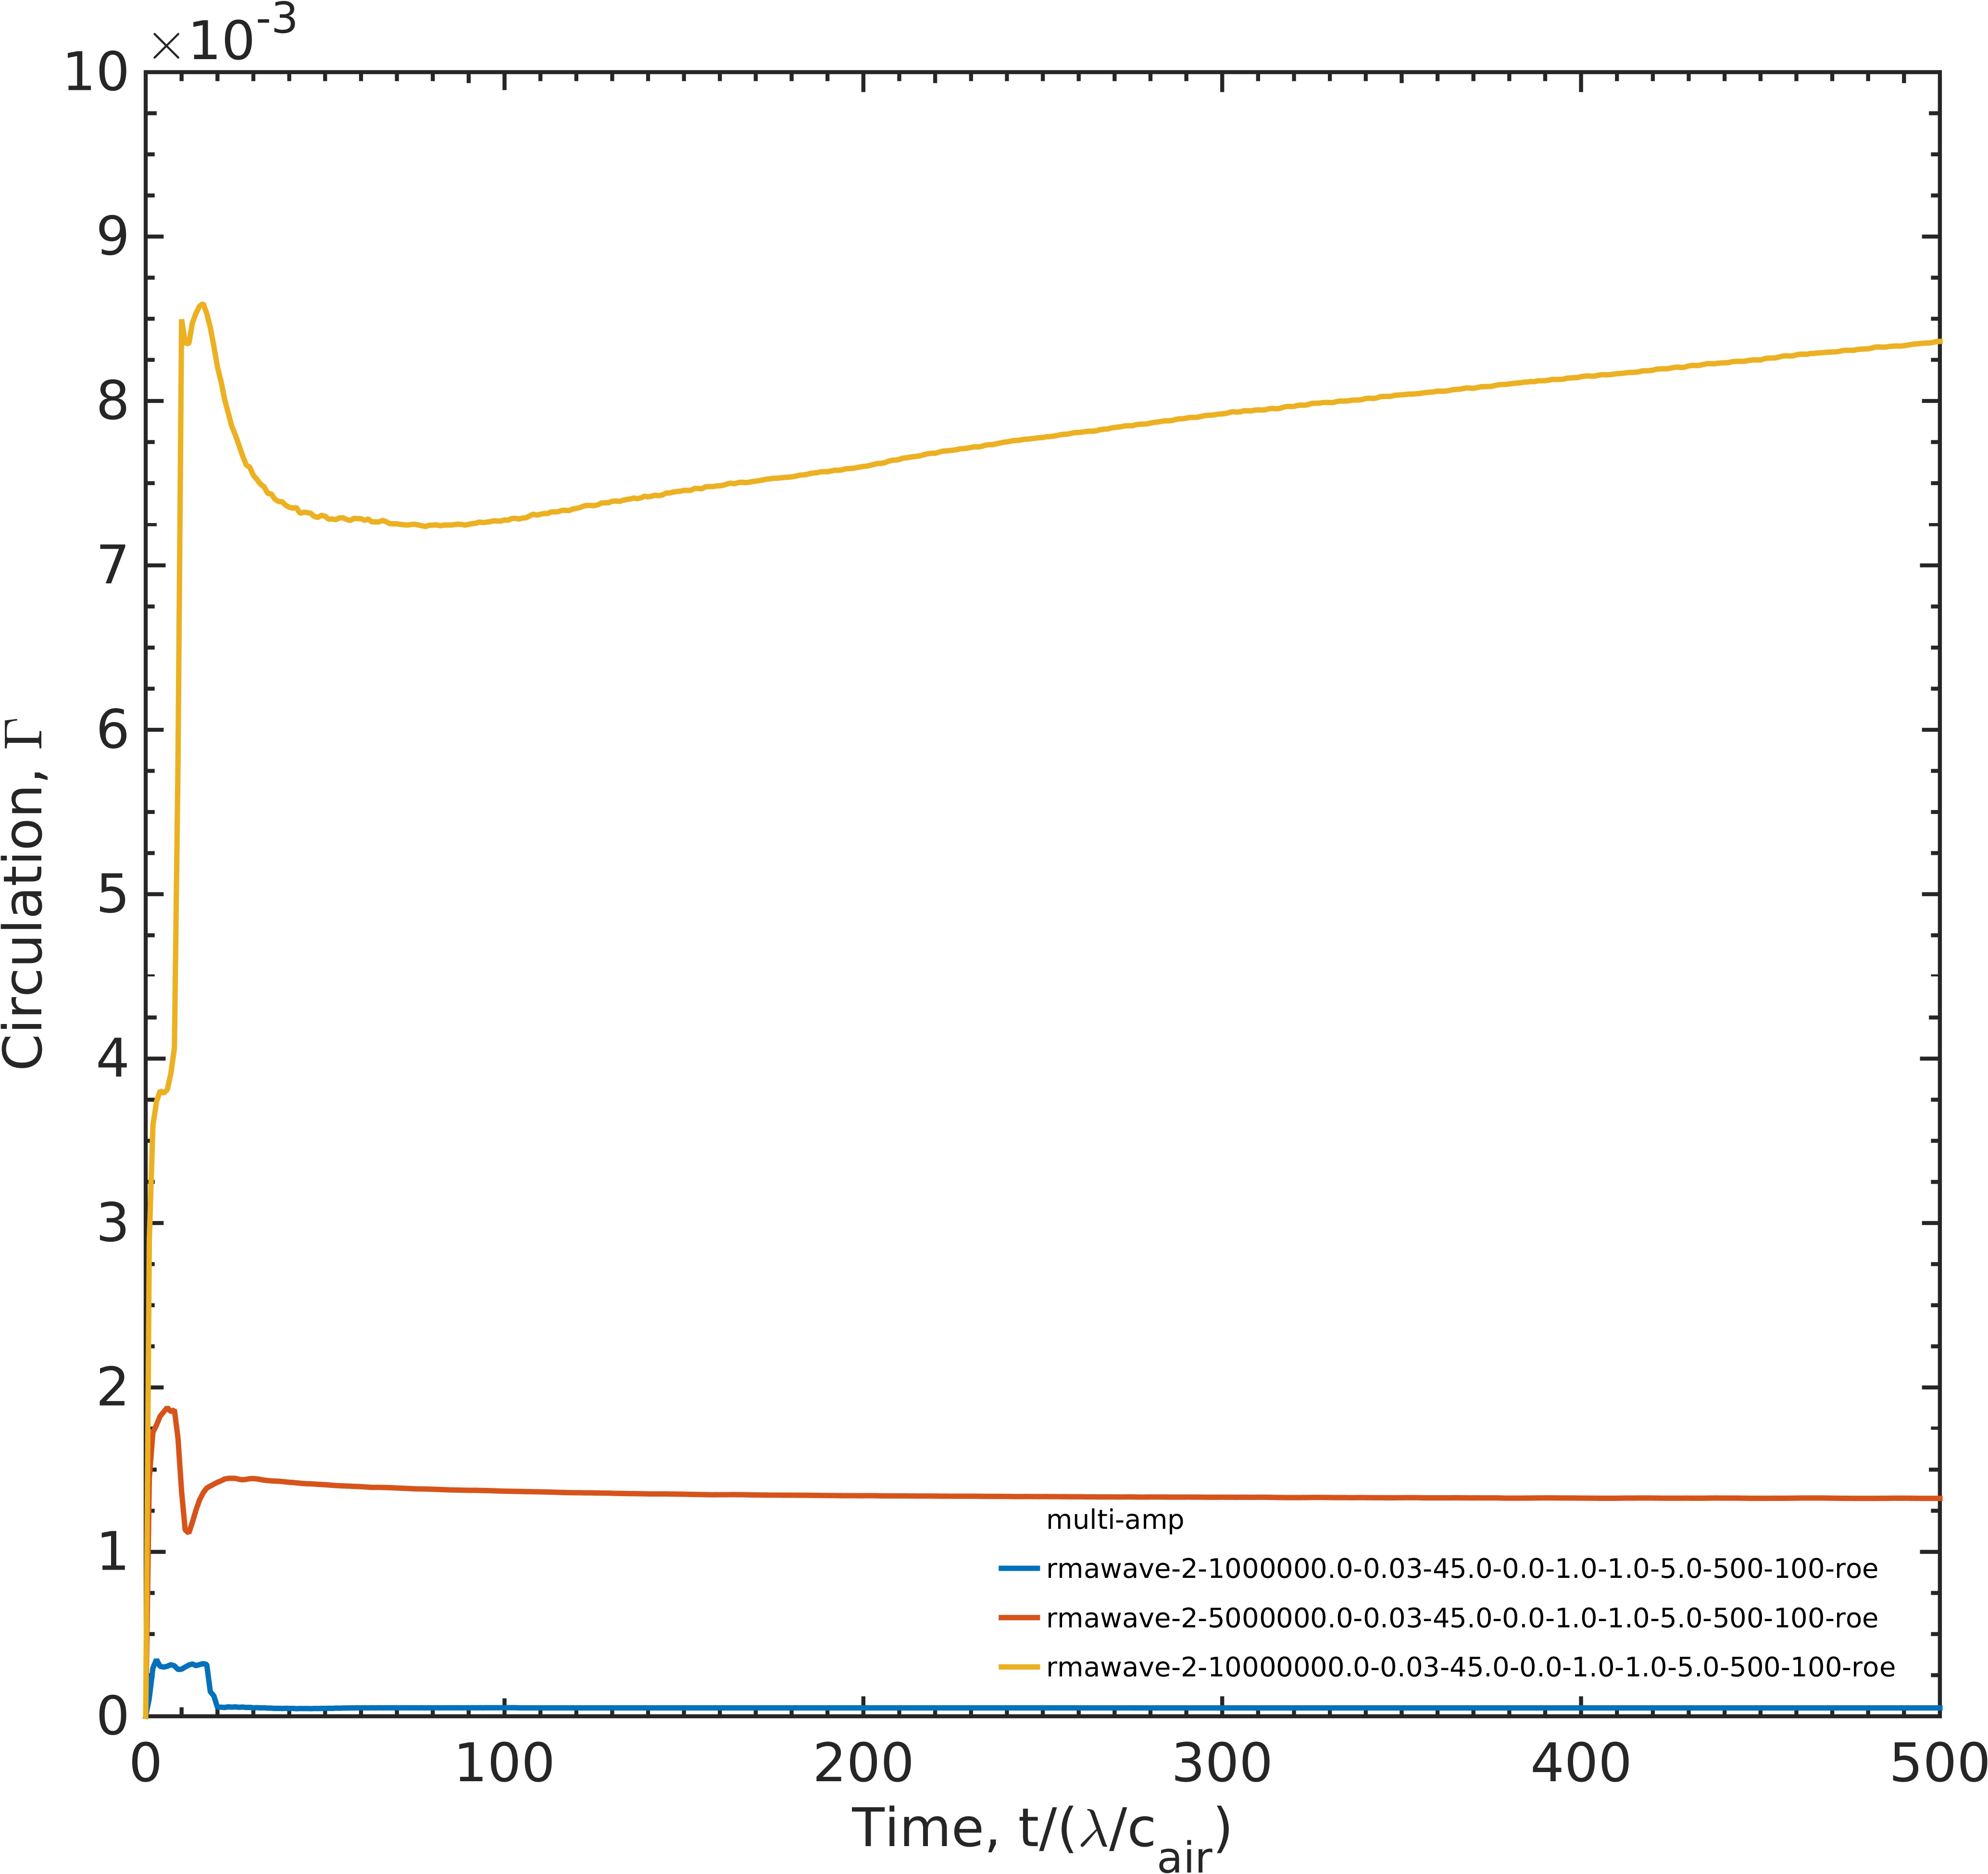 ×10-3
10
9
8
7
6
5
4
3
2
1
0
Circulation, Γ
multi-amp
rmawave-2-1000000.0-0.03-45.0-0.0-1.0-1.0-5.0-500-100-roe
rmawave-2-5000000.0-0.03-45.0-0.0-1.0-1.0-5.0-500-100-roe
rmawave-2-10000000.0-0.03-45.0-0.0-1.0-1.0-5.0-500-100-roe
0 100 200 300 400 500
Time, t/(λ/cair)